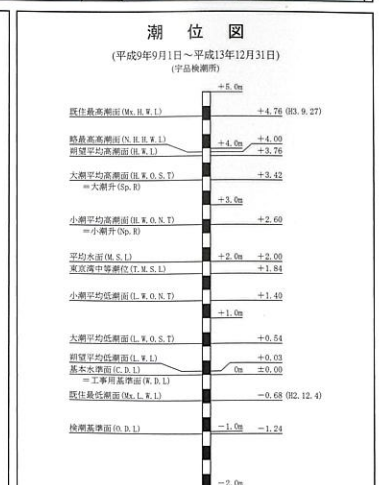 潮位図
(平成9年9月1日～平成13年12月31日)
(宇品検潮所)
+5.0m
既往最高潮面(Mx.H.W.L) +4.76 (H3.9.27)
略最高高潮面(N.H.H.W.L) +4.0m +4.00
朔望平均高潮面(H.W.L) +3.76
大潮平均高潮面(H.W.O.S.T) +3.42
=大潮升(Sp.R)
+3.0m
小潮平均高潮面(H.W.O.N.T) +2.60
=小潮升(Np.R)
平均水面(M.S.L) +2.0m +2.00
東京湾中等潮位(T.M.S.L) +1.84
小潮平均低潮面(L.W.O.N.T) +1.40
+1.0m
大潮平均低潮面(L.W.O.S.T) +0.54
朔望平均低潮面(L.W.L) +0.03
基本水準面(C.D.L) 0m ±0.00
=工事用基準面(W.D.L)
既往最低潮面(Mx.L.W.L) -0.68 (H2.12.4)
検潮基準面(O.D.L) -1.0m -1.24
-2.0m